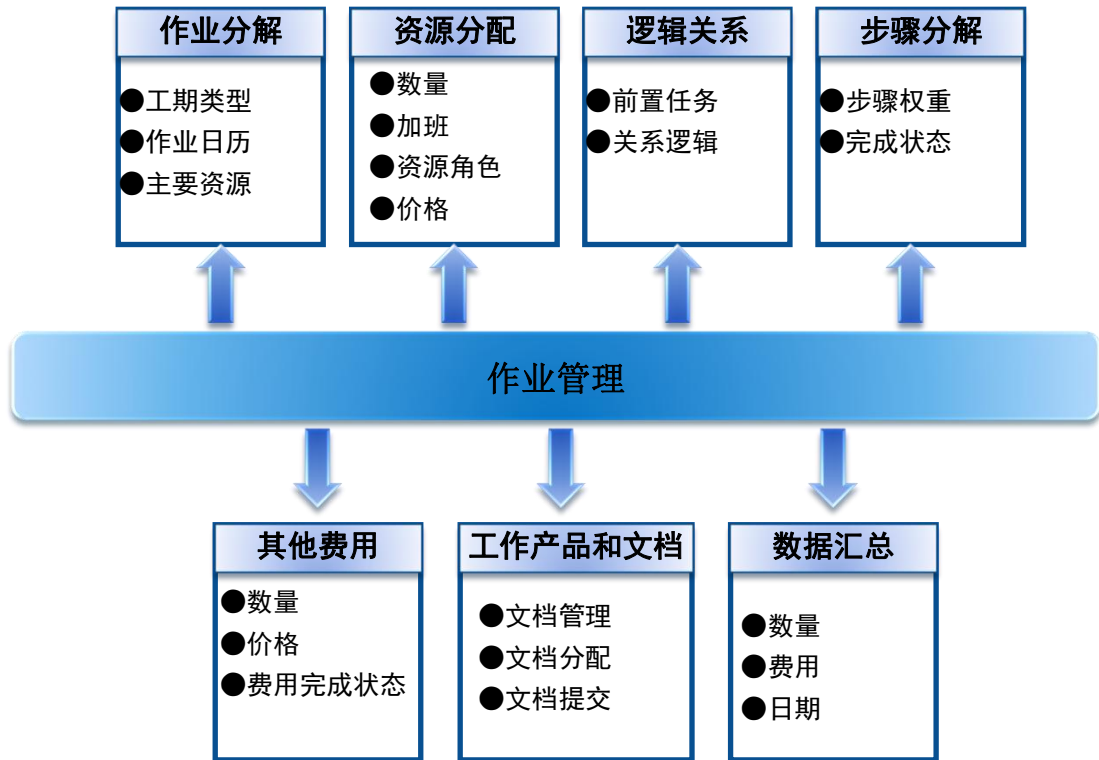 作业分解
●工期类型
●作业日历
●主要资源
资源分配
●数量
●加班
●资源角色
●价格
逻辑关系
●前置任务
●关系逻辑
步骤分解
●步骤权重
●完成状态
作业管理
其他费用
●数量
●价格
●费用完成状态
工作产品和文档
●文档管理
●文档分配
●文档提交
数据汇总
●数量
●费用
●日期